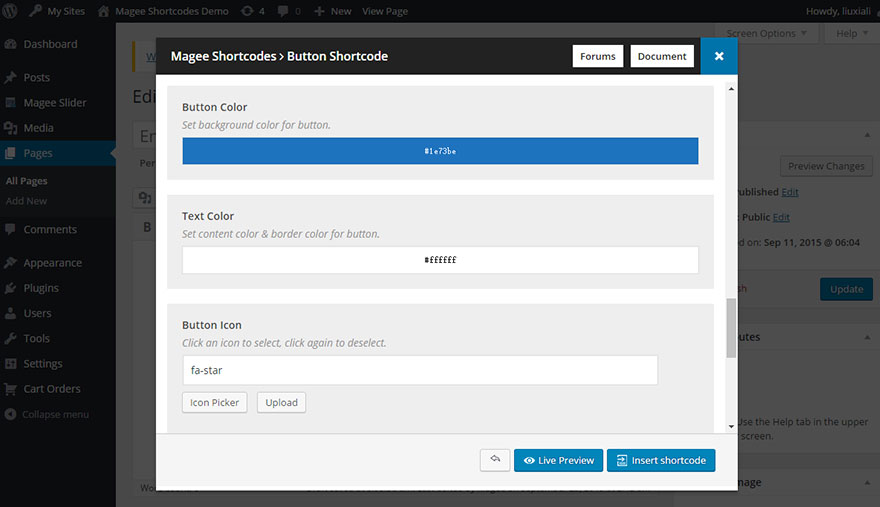 My Sites Magee Shortcodes Demo 4 0 New View Page Howdy, liuxiali
Screen Options Help
Dashboard
Posts
Magee Slider
Media
Pages
All Pages
Add New
Comments
Appearance
Plugins
Users
Tools
Settings
Cart Orders
Collapse menu
Magee Shortcodes > Button Shortcode Forums Document
Button Color
Set background color for button.
#1e73be
Text Color
Set content color & border color for button.
#ffffff
Button Icon
Click an icon to select, click again to deselect.
fa-star
Icon Picker Upload
Live Preview Insert shortcode
B
Preview Changes
ublished Edit
Public Edit
d on: Sep 11, 2015 @ 06:04
sh Update
butes
Use the Help tab in the upper
screen.
mage